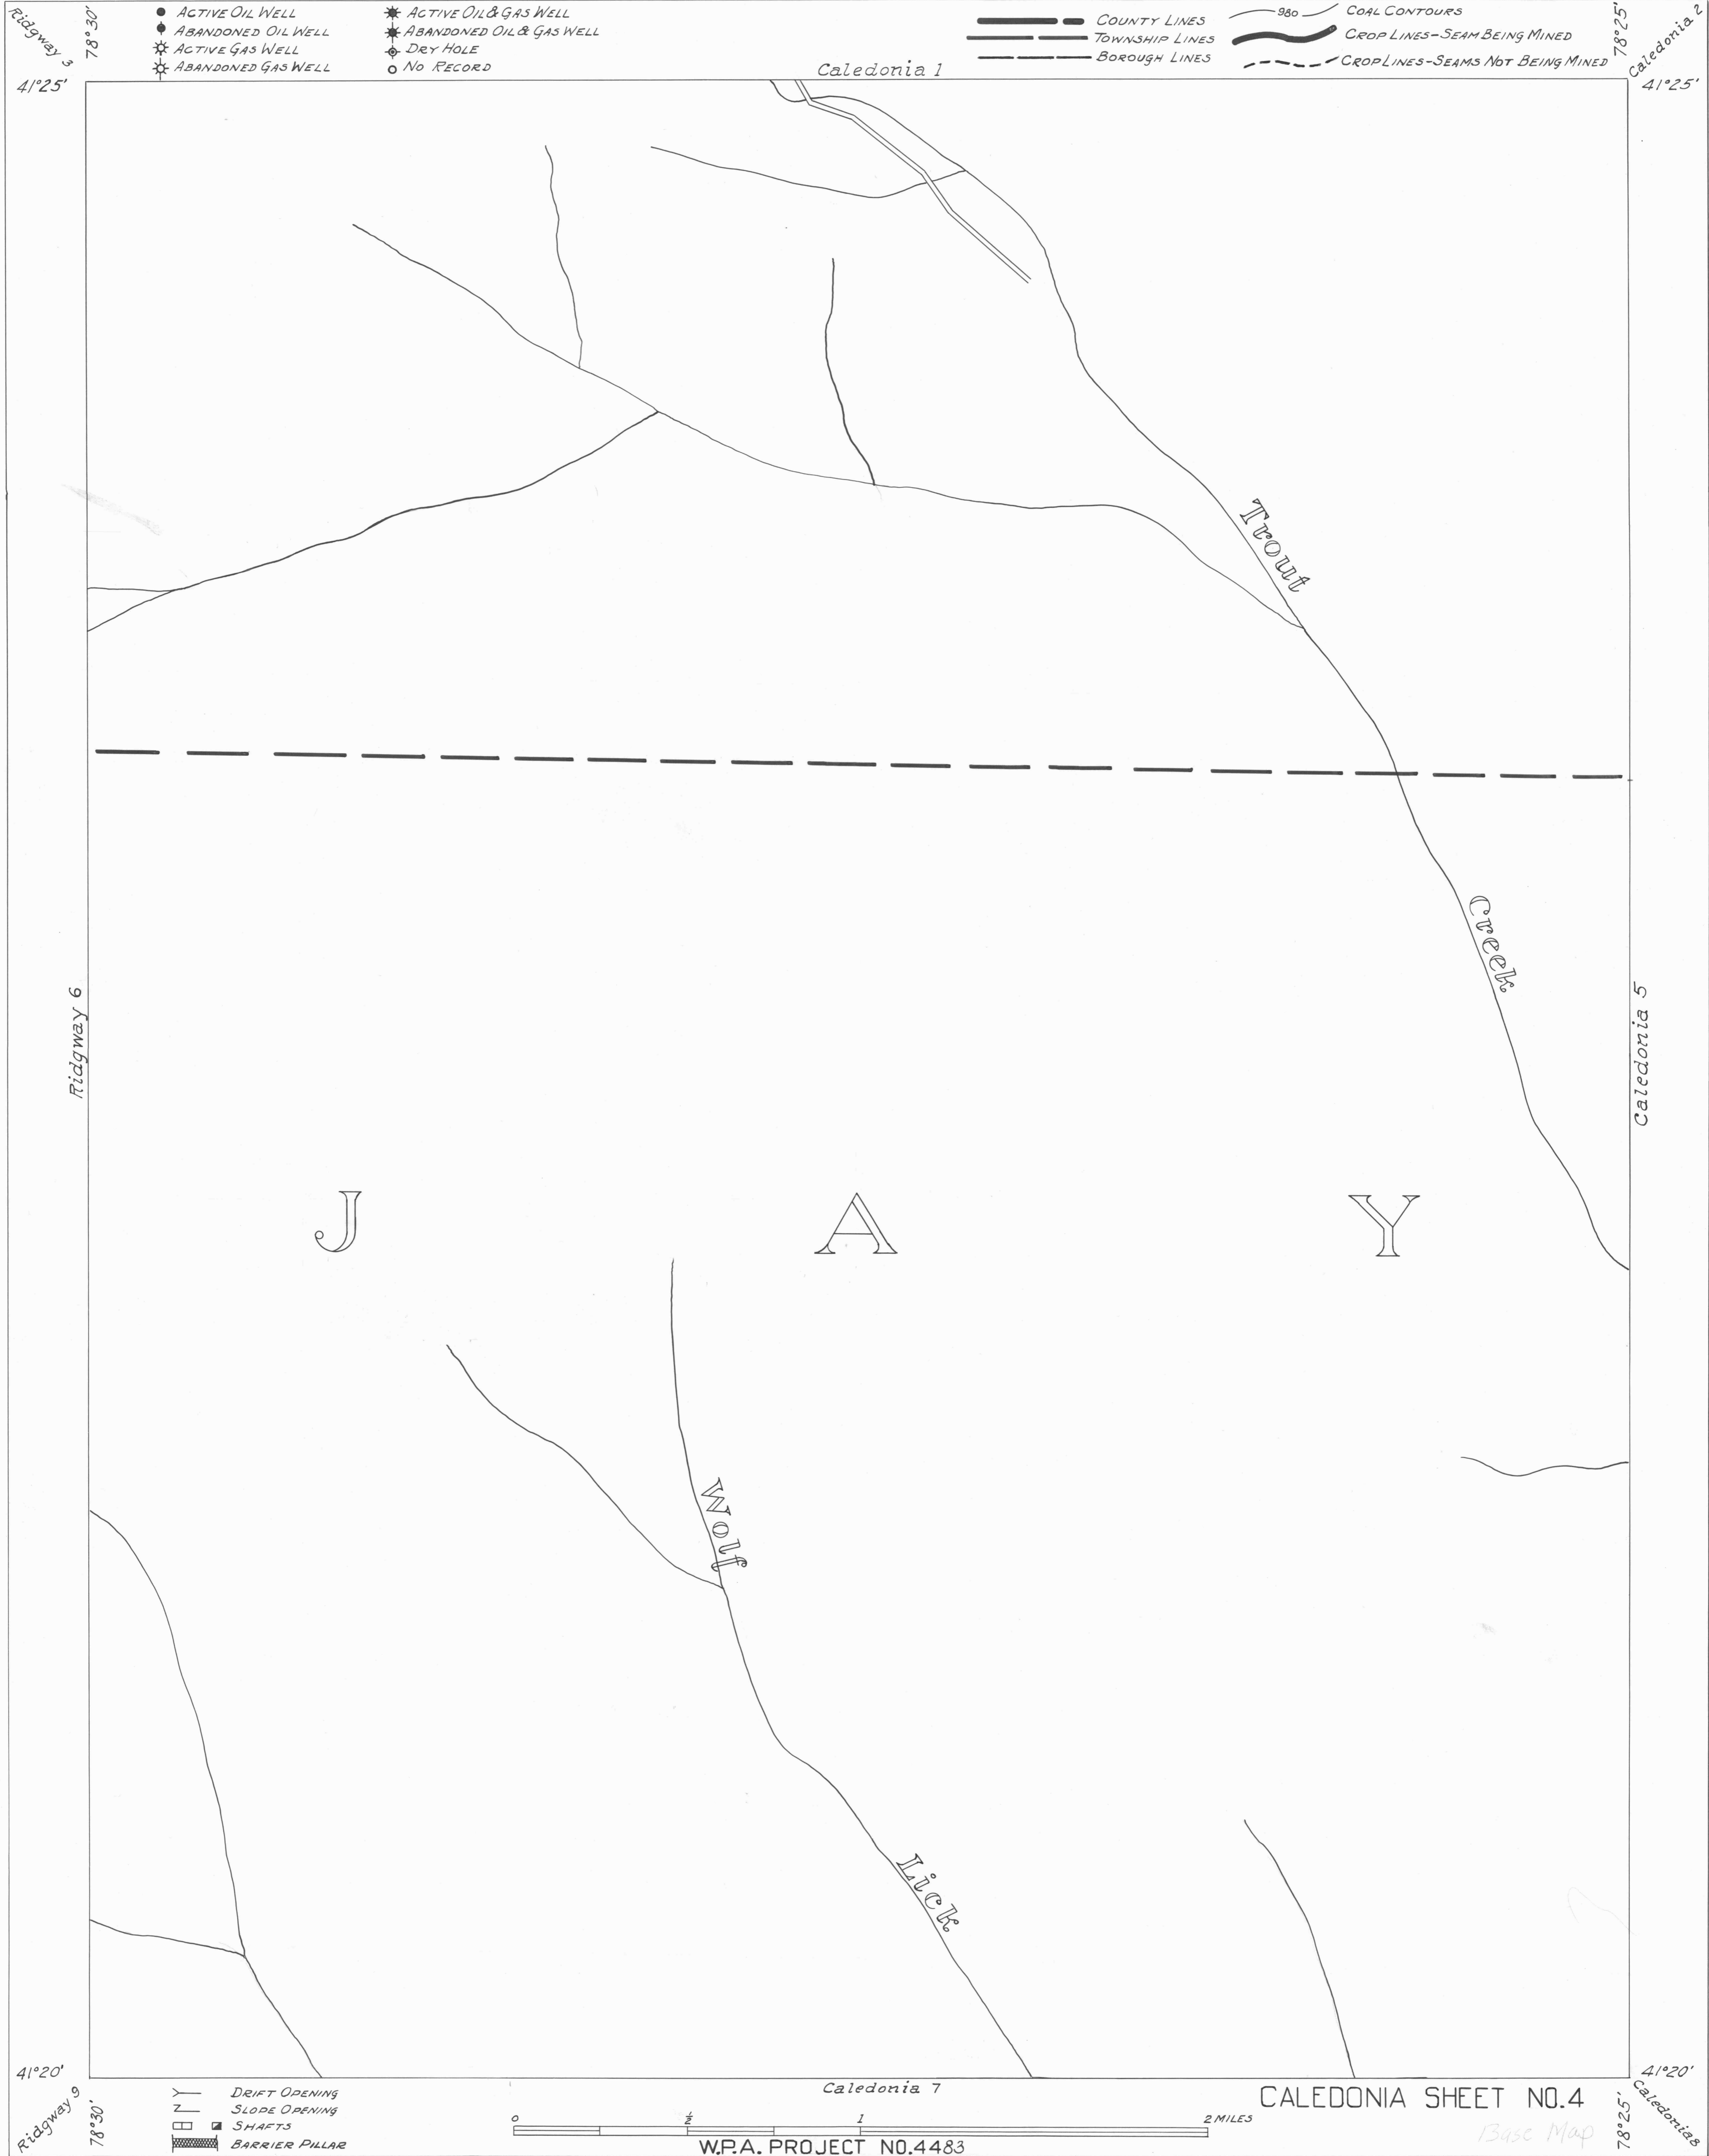 Ridgway 3
78°30'
ACTIVE OIL WELL
ABANDONED OIL WELL
ACTIVE GAS WELL
ABANDONED GAS WELL
ACTIVE OIL & GAS WELL
ABANDONED OIL & GAS WELL
DRY HOLE
NO RECORD
COUNTY LINES
TOWNSHIP LINES
BOROUGH LINES
980 COAL CONTOURS
CROP LINES-SEAM BEING MINED
CROP LINES-SEAMS NOT BEING MINED
78°25'
Caledonia 2
Caledonia 1
41°25'
41°25'
Trout
Creek
Ridgway 6
Caledonia 5
J A Y
Wolf
Lick
41°20'
41°20'
Ridgway 9
78°30'
DRIFT OPENING
SLOPE OPENING
SHAFTS
BARRIER PILLAR
Caledonia 7
0 ½ 1 2 MILES
W.P.A. PROJECT NO.4483
CALEDONIA SHEET NO.4
Base Map
78°25'
Caledonia 8